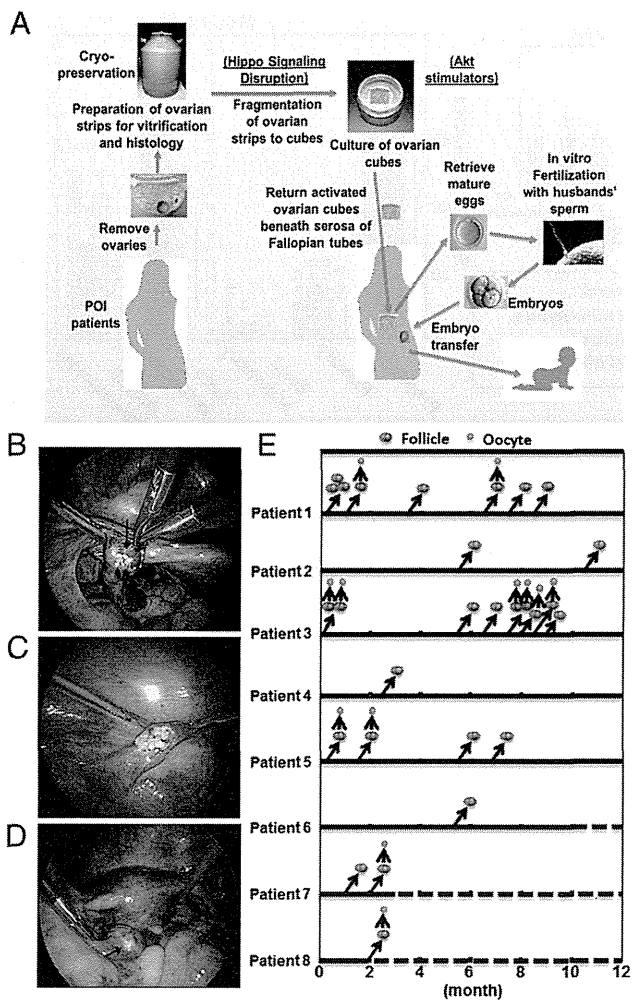 A
Cryo-
preservation
Preparation of ovarian
strips for vitrification
and histology
Remove
ovaries
POI
patients
(Hippo Signaling
Disruption)
Fragmentation
of ovarian
strips to cubes
(Akt
stimulators)
Culture of ovarian
cubes
Return activated
ovarian cubes
beneath serosa of
Fallopian tubes
Retrieve
mature
eggs
In vitro
Fertilization
with husbands'
sperm
Embryos
Embryo
transfer
B
C
D
E
Follicle
Oocyte
Patient 1
Patient 2
Patient 3
Patient 4
Patient 5
Patient 6
Patient 7
Patient 8
0 2 4 6 8 10 12
(month)